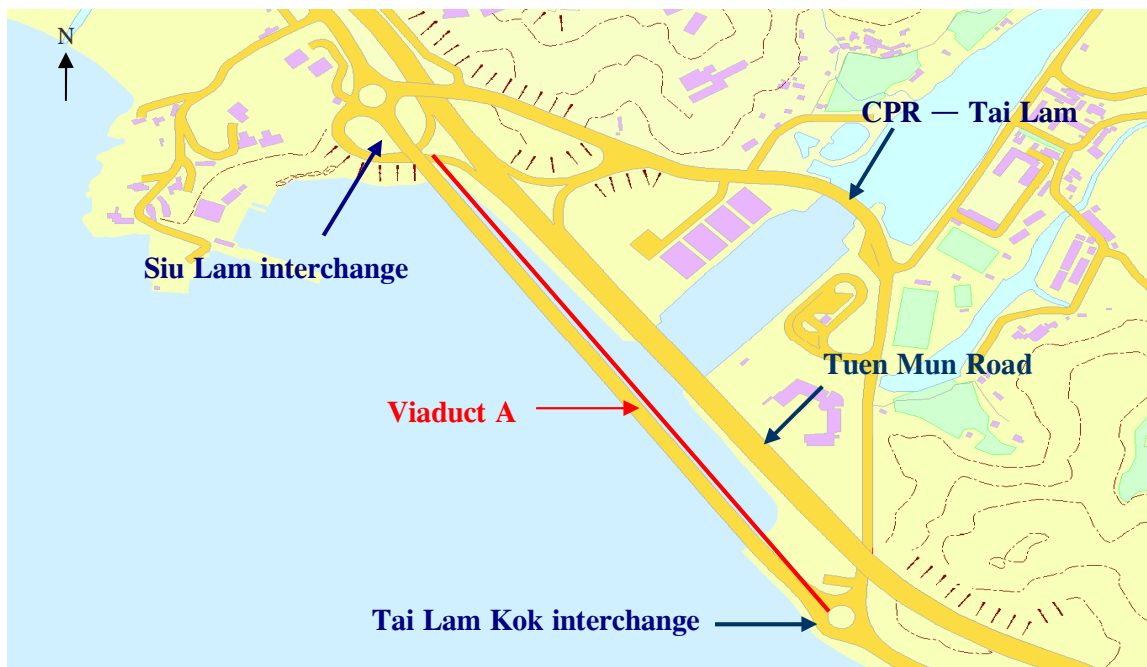 N
CPR — Tai Lam
Siu Lam interchange
Tuen Mun Road
Viaduct A
Tai Lam Kok interchange